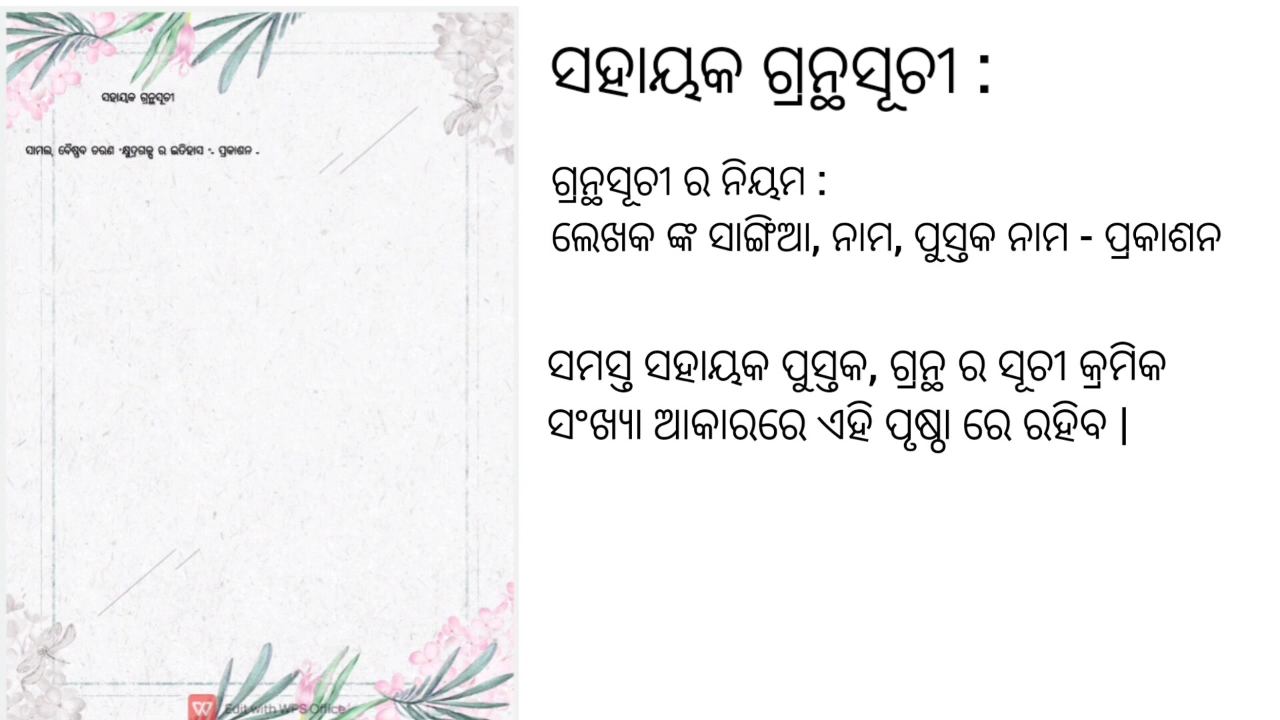 ସହାୟକ ଗ୍ରନ୍ଥସୂଚୀ
ସାମଲ, ବୈଷ୍ଣବ ଚରଣ "କ୍ଷୁଦ୍ରଗଳ୍ପ ର ଇତିହାସ "- ପ୍ରକାଶନ -
Edit with WPS Office
ସହାୟକ ଗ୍ରନ୍ଥସୂଚୀ :
ଗ୍ରନ୍ଥସୂଚୀ ର ନିୟମ :
ଲେଖକ ଙ୍କ ସାଙ୍ଗିଆ, ନାମ, ପୁସ୍ତକ ନାମ - ପ୍ରକାଶନ
ସମସ୍ତ ସହାୟକ ପୁସ୍ତକ, ଗ୍ରନ୍ଥ ର ସୂଚୀ କ୍ରମିକ
ସଂଖ୍ୟା ଆକାରରେ ଏହି ପୃଷ୍ଠା ରେ ରହିବ |